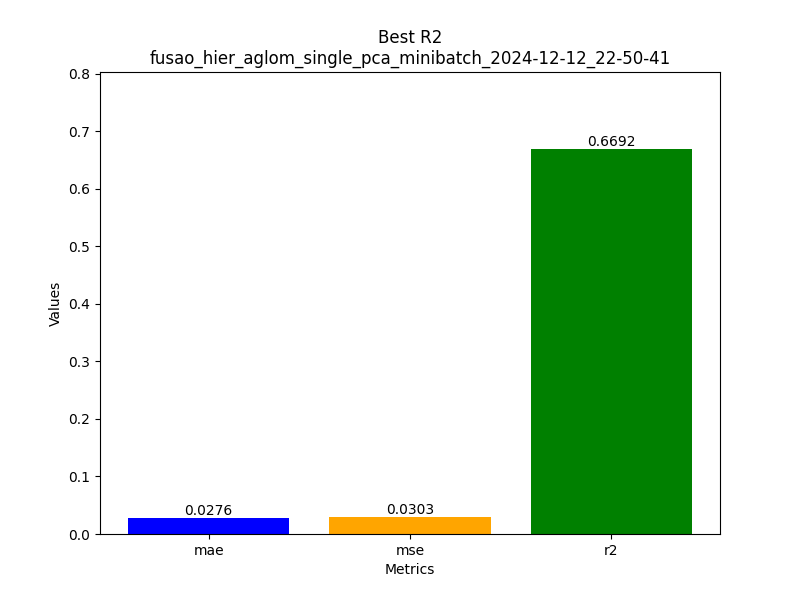 Best R2
fusao_hier_aglom_single_pca_minibatch_2024-12-12_22-50-41
0.8
0.7
0.6
0.5
0.4
0.3
0.2
0.1
0.0
Values
0.0276
0.0303
0.6692
mae
mse
r2
Metrics